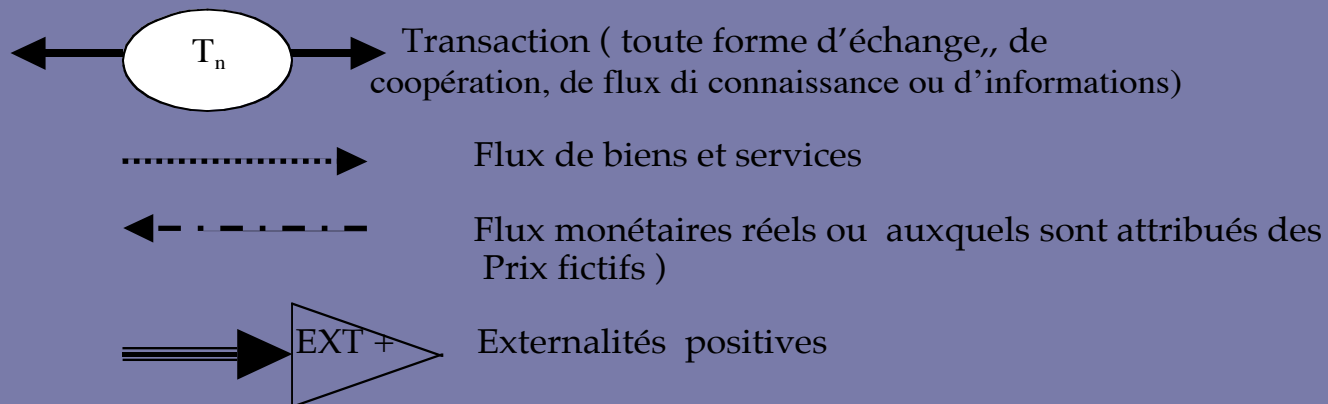 Tn
Transaction ( toute forme d'échange,, de
coopération, de flux di connaissance ou d'informations)
Flux de biens et services
Flux monétaires réels ou auxquels sont attribués des
Prix fictifs )
EXT +
Externalités positives